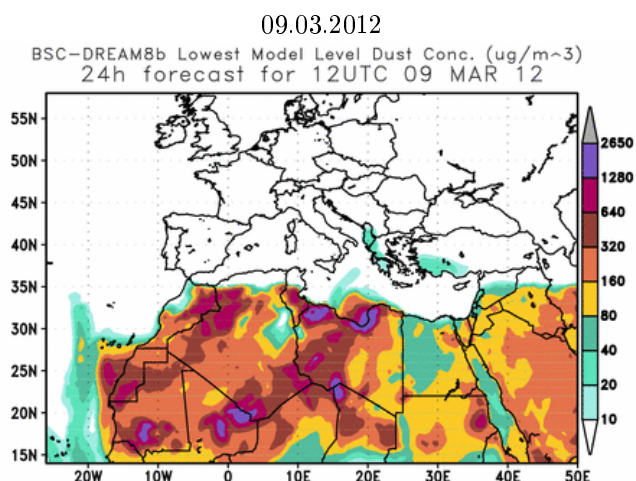 09.03.2012
BSC-DREAM8b Lowest Model Level Dust Conc. (ug/m^3)
24h forecast for 12UTC 09 MAR 12
55N
50N
45N
40N
35N
30N
25N
20N
15N
20W
10W
0
10E
20E
30E
40E
50E
2650
1280
640
320
160
80
40
20
10